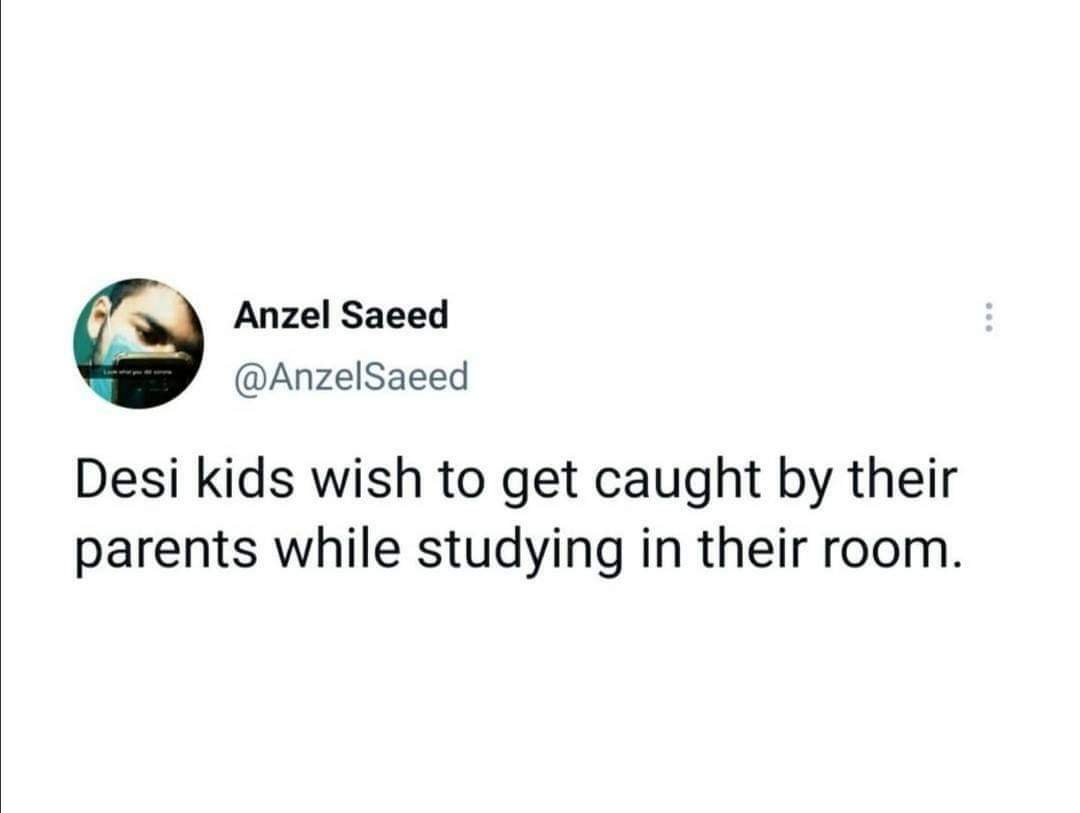 Anzel Saeed
@AnzelSaeed
Desi kids wish to get caught by their
parents while studying in their room.